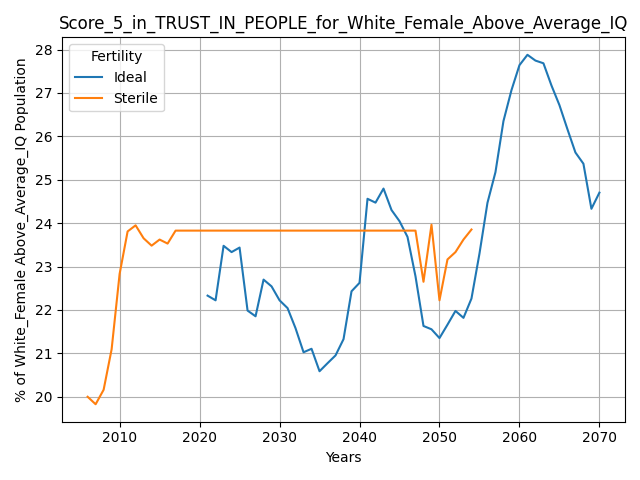 Score_5_in_TRUST_IN_PEOPLE_for_White_Female_Above_Average_IQ
% of White_Female Above_Average_IQ Population
28
27
26
25
24
23
22
21
20
Fertility
Ideal
Sterile
2010 2020 2030 2040 2050 2060 2070
Years